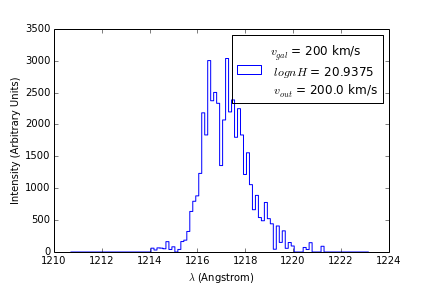 3500
3000
2500
2000
1500
1000
500
0
Intensity (Arbitrary Units)
v_gal = 200 km/s
lognH = 20.9375
v_out = 200.0 km/s
1210 1212 1214 1216 1218 1220 1222 1224
λ (Angstrom)